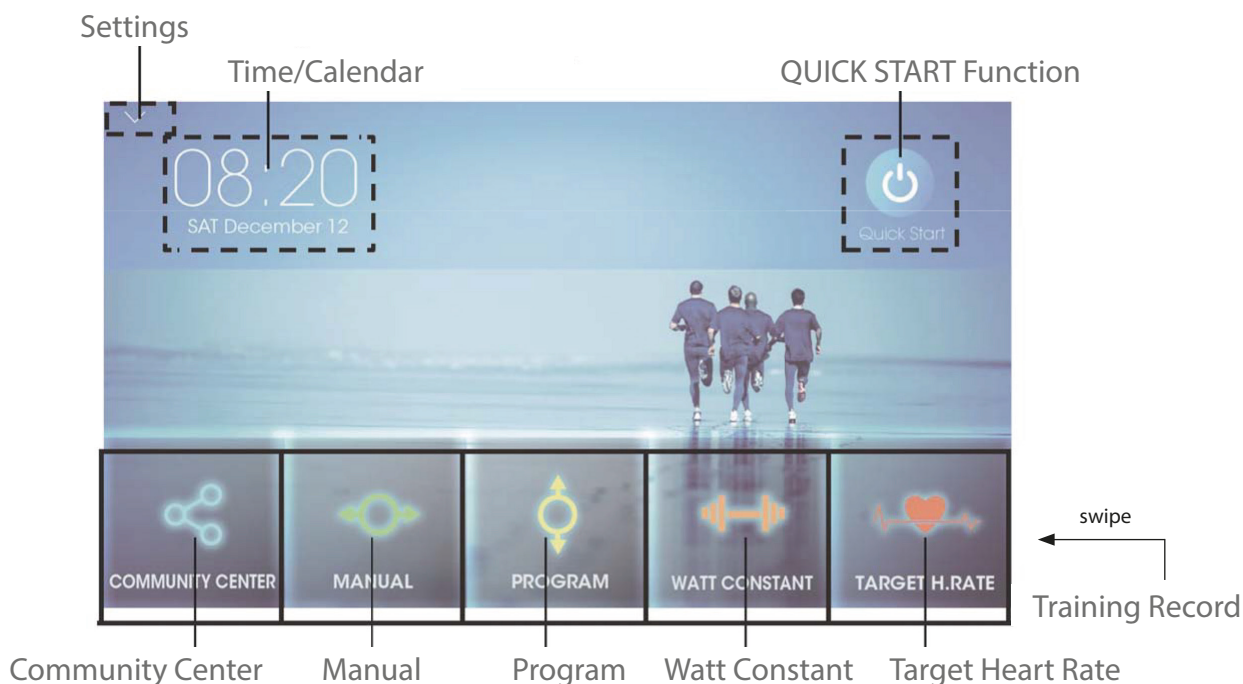 Settings
Time/Calendar
QUICK START Function
08:20
SAT December 12
Quick Start
COMMUNITY CENTER
MANUAL
PROGRAM
WATT CONSTANT
TARGET H.RATE
swipe
Training Record
Community Center
Manual
Program
Watt Constant
Target Heart Rate